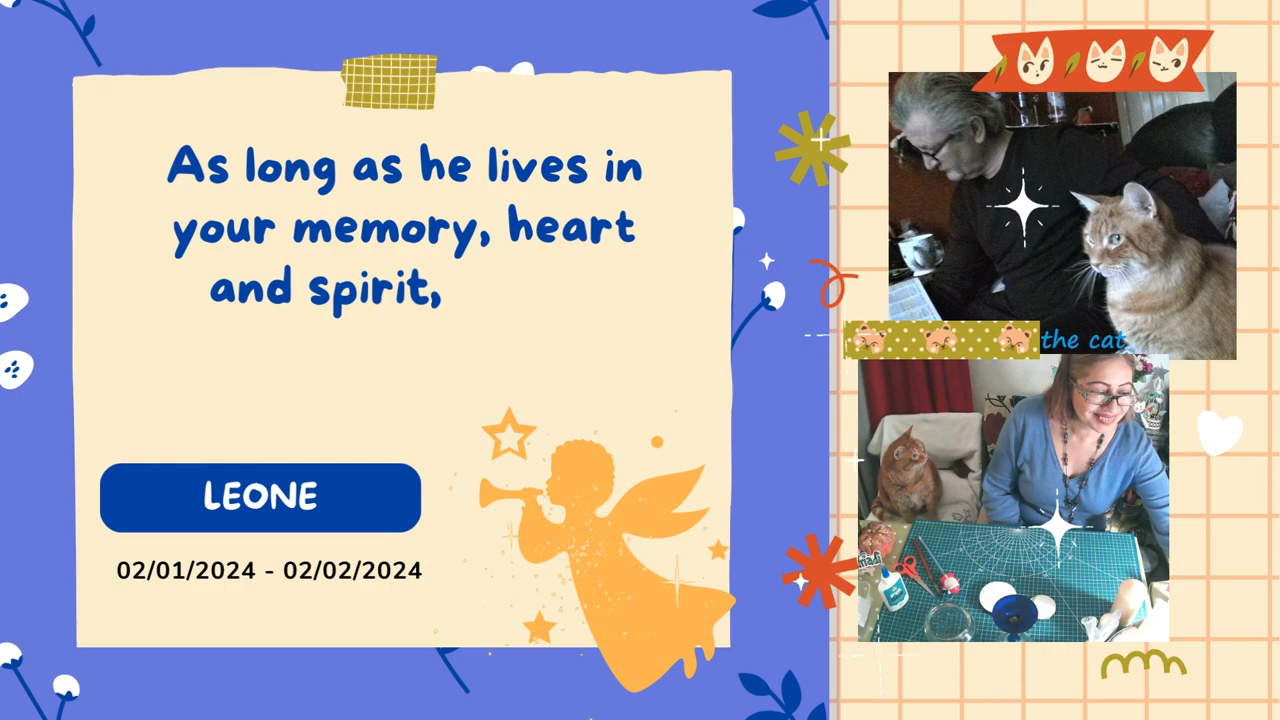 As long as he lives in
your memory, heart
and spirit,
LEONE
02/01/2024 - 02/02/2024
the cat